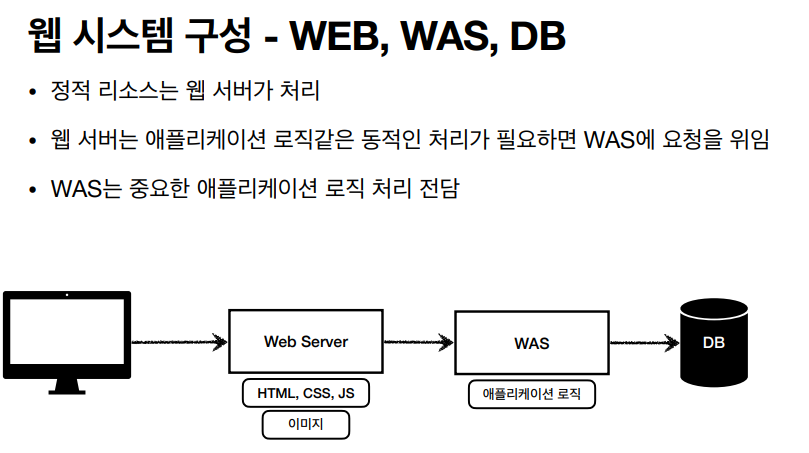 웹 시스템 구성 - WEB, WAS, DB
• 정적 리소스는 웹 서버가 처리
• 웹 서버는 애플리케이션 로직같은 동적인 처리가 필요하면 WAS에 요청을 위임
• WAS는 중요한 애플리케이션 로직 처리 전담
Web Server
WAS
DB
HTML, CSS, JS
애플리케이션 로직
이미지